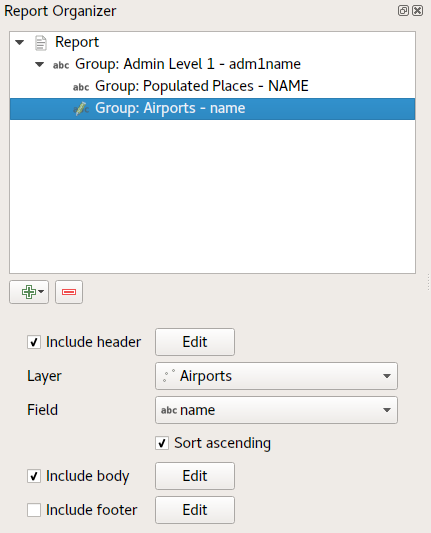 Report Organizer
Report
abc Group: Admin Level 1 - adm1name
abc Group: Populated Places - NAME
Group: Airports - name
Include header Edit
Layer Airports
Field abc name
Sort ascending
Include body Edit
Include footer Edit